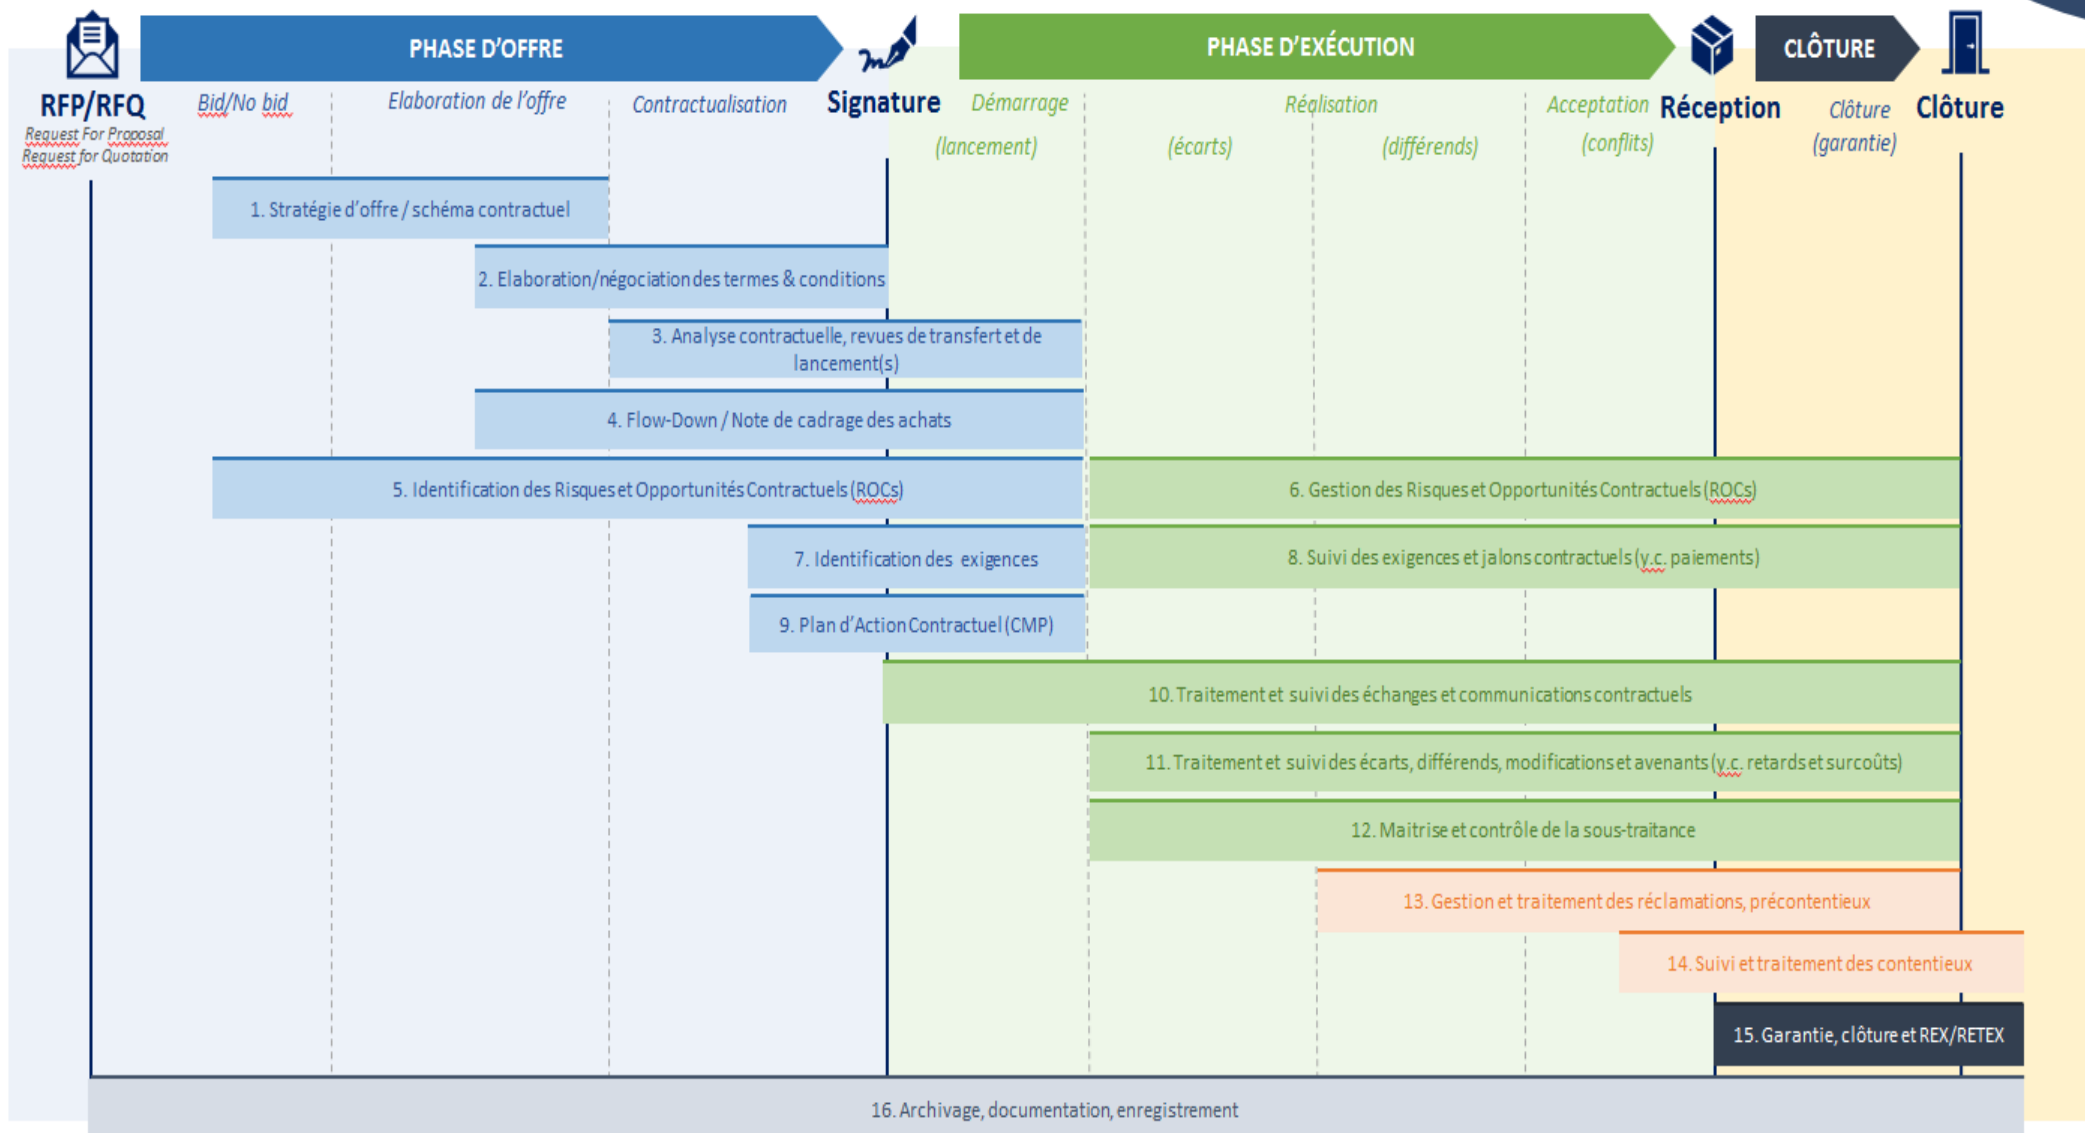 PHASE D’OFFRE
PHASE D’EXÉCUTION
CLÔTURE
RFP/RFQ
Request For Proposal
Request for Quotation
Bid/No bid
Elaboration de l’offre
Contractualisation
Signature
Démarrage
(lancement)
Réalisation
(écarts)
(différends)
Acceptation
(conflits)
Réception
Clôture
(garantie)
Clôture
1. Stratégie d’offre / schéma contractuel
2. Elaboration/négociation des termes & conditions
3. Analyse contractuelle, revues de transfert et de
lancement(s)
4. Flow-Down / Note de cadrage des achats
5. Identification des Risques et Opportunités Contractuels (ROCs)
6. Gestion des Risques et Opportunités Contractuels (ROCs)
7. Identification des exigences
8. Suivi des exigences et jalons contractuels (y.c. paiements)
9. Plan d’Action Contractuel (CMP)
10. Traitement et suivi des échanges et communications contractuels
11. Traitement et suivi des écarts, différends, modifications et avenants (y.c. retards et surcoûts)
12. Maitrise et contrôle de la sous-traitance
13. Gestion et traitement des réclamations, précontentieux
14. Suivi et traitement des contentieux
15. Garantie, clôture et REX/RETEX
16. Archivage, documentation, enregistrement